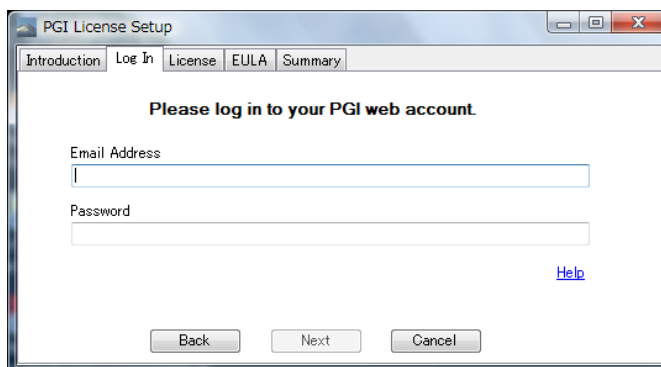 PGI License Setup
Introduction Log In License EULA Summary
Please log in to your PGI web account.
Email Address
Password
Help
Back Next Cancel